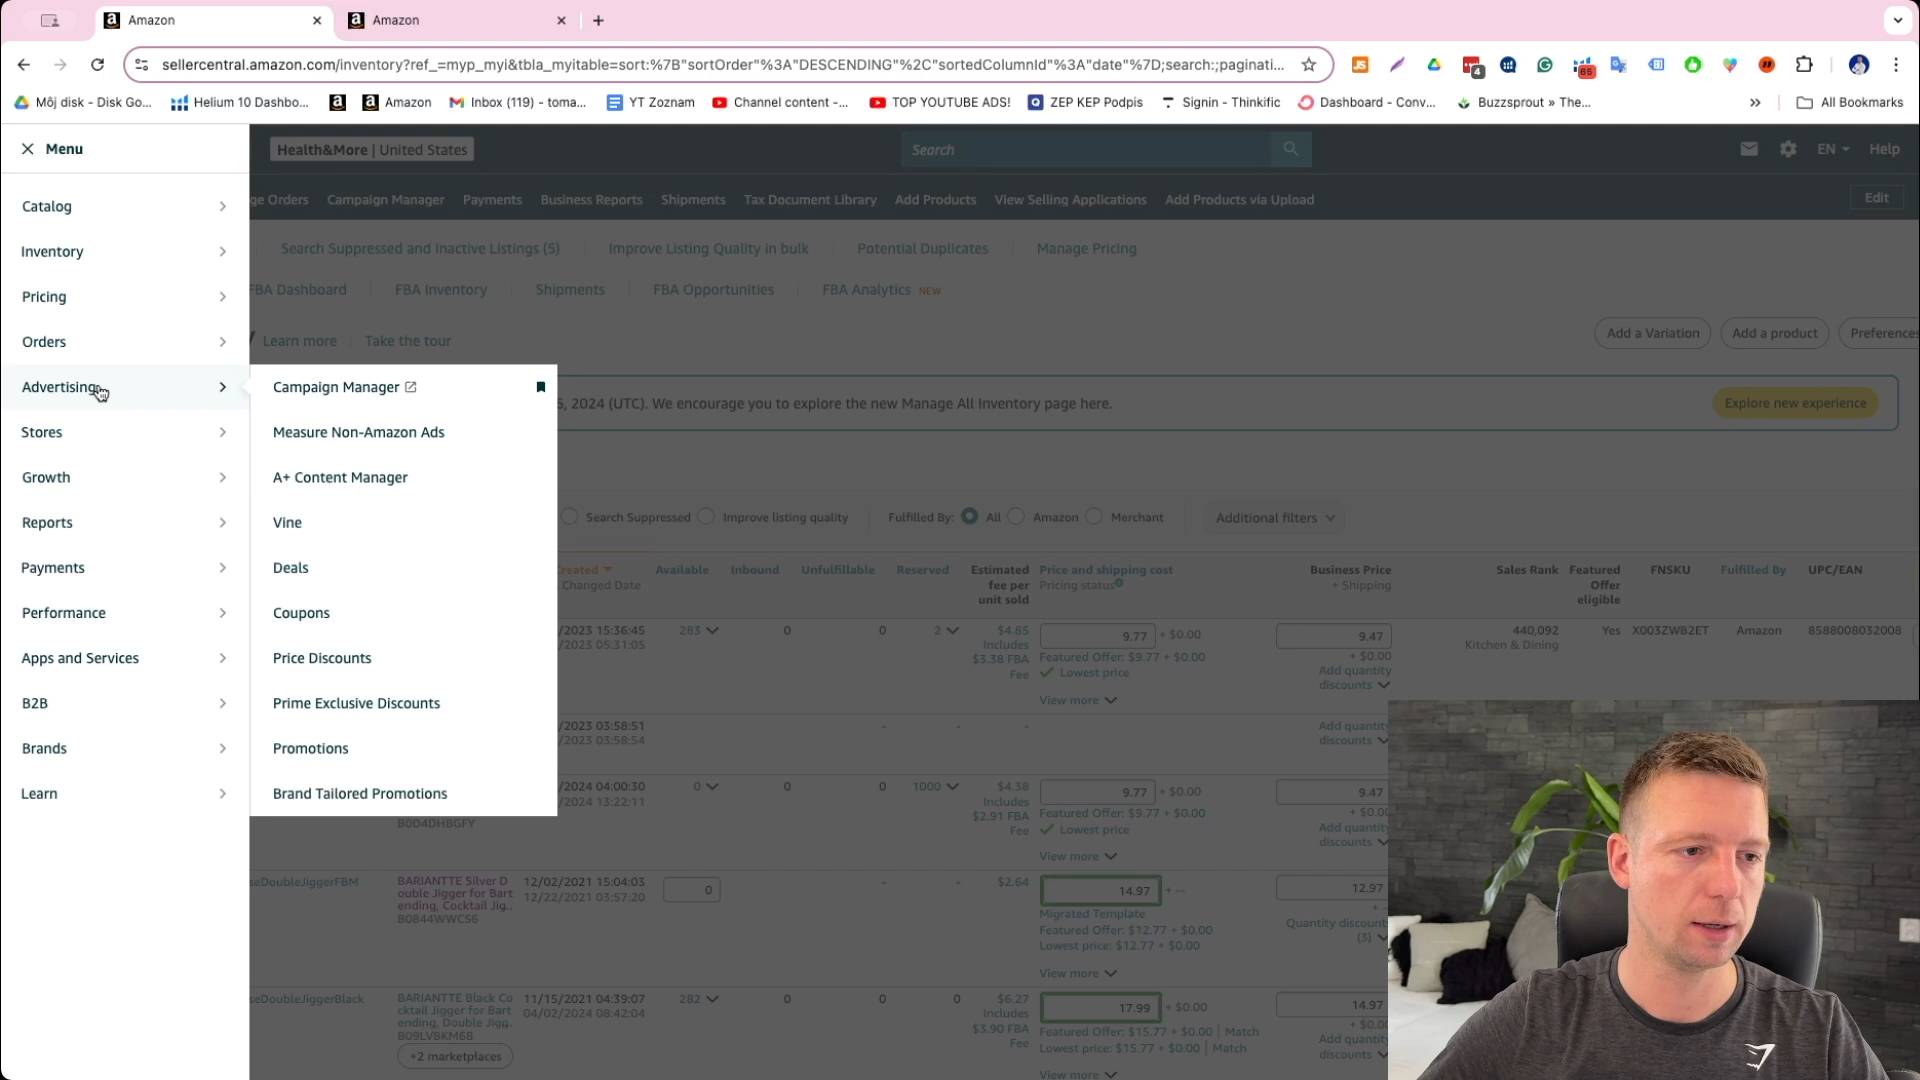 Amazon
Amazon
sellercentral.amazon.com/inventory?ref_=myp_myi&tbla_myitable=sort:%7B"sortOrder"%3A"DESCENDING"%2C"sortedColumnId"%3A"date"%7D;search:;paginati...
4
65
Môj disk - Disk Go...
Helium 10 Dashbo...
Amazon
Inbox (119) - toma...
YT Zoznam
Channel content -...
TOP YOUTUBE ADS!
ZEP KEP Podpis
Signin - Thinkific
Dashboard - Conv...
Buzzsprout » The...
All Bookmarks
Menu
Health&More | United States
Search
EN
Help
ge Orders
Campaign Manager
Payments
Business Reports
Shipments
Tax Document Library
Add Products
View Selling Applications
Add Products via Upload
Edit
Catalog
Inventory
Pricing
Orders
Advertising
Stores
Growth
Reports
Payments
Performance
Apps and Services
B2B
Brands
Learn
Campaign Manager
Measure Non-Amazon Ads
A+ Content Manager
Vine
Deals
Coupons
Price Discounts
Prime Exclusive Discounts
Promotions
Brand Tailored Promotions
Search Suppressed and Inactive Listings (5)
Improve Listing Quality in bulk
Potential Duplicates
Manage Pricing
FBA Dashboard
FBA Inventory
Shipments
FBA Opportunities
FBA Analytics NEW
Learn more
Take the tour
Add a Variation
Add a product
Preferences
5, 2024 (UTC). We encourage you to explore the new Manage All Inventory page here.
Explore new experience
Search Suppressed
Improve listing quality
Fulfilled By:
All
Amazon
Merchant
Additional filters
Created
Changed Date
Available
Inbound
Unfulfillable
Reserved
Estimated
fee per
unit sold
Price and shipping cost
Pricing status
Business Price
+ Shipping
Sales Rank
Featured
Offer
eligible
FNSKU
Fulfilled By
UPC/EAN
/2023 15:36:45
/2023 05:31:05
283
0
0
2
$4.85
Includes
$3.38 FBA
Fee
9.77 + $0.00
Featured Offer: $9.77 + $0.00
Lowest price
View more
9.47
+ $0.00
Add quantity
discounts
440,092
Kitchen & Dining
Yes
X003ZWB2ET
Amazon
8588008032008
/2023 03:58:51
/2023 03:58:54
-
-
-
Add quantity
discounts
/2024 04:00:30
/2024 13:22:11
B0D4DHBGFY
0
0
0
1000
$4.38
Includes
$2.91 FBA
Fee
9.77 + $0.00
Featured Offer: $9.77 + $0.00
Lowest price
View more
9.47
+ $0.0
Add quantity
discounts
seDoubleJiggerFBM
BARIANTTE Silver D
ouble Jigger for Bart
ending, Cocktail Jig..
B0844WWCS6
12/02/2021 15:04:03
12/22/2021 03:57:20
0
-
-
$2.64
14.97 + --
Migrated Template
Featured Offer: $12.77 + $0.00
Lowest price: $12.77 + $0.00
View more
12.97
+ -
Quantity discount
(3)
seDoubleJiggerBlack
BARIANTTE Black Co
cktail Jigger for Bart
ending, Double Jigg..
B09LVBKM6B
+2 marketplaces
11/15/2021 04:39:07
04/02/2024 08:42:04
282
0
0
0
$6.27
Includes
$3.90 FBA
Fee
17.99 + $0.00
Featured Offer: $15.77 + $0.00 | Match
Lowest price: $15.77 + $0.00 | Match
View more
14.97
+ $0.0
Add quantity
discounts